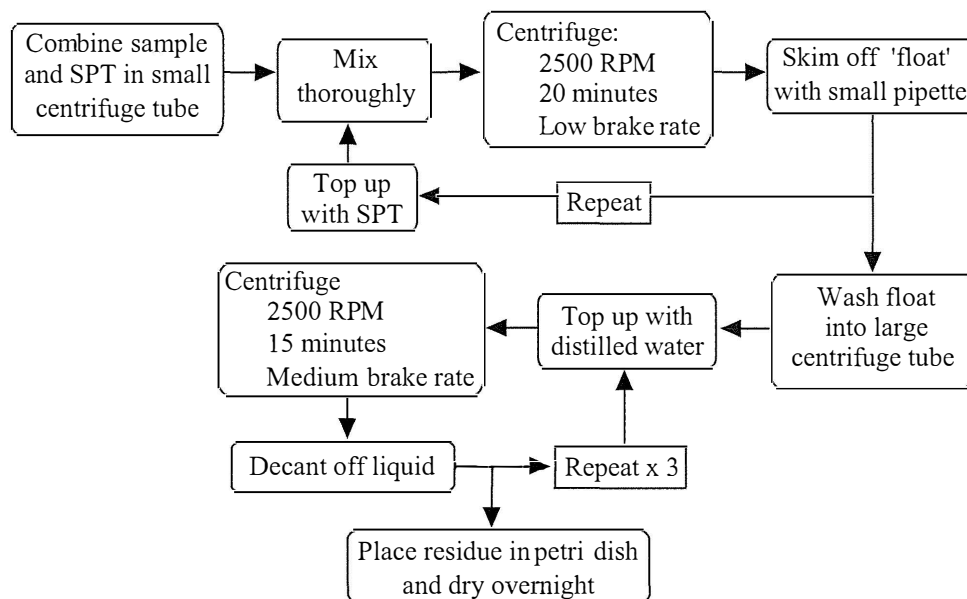 Combine sample
and SPT in small
centrifuge tube
Mix
thoroughly
Centrifuge:
2500 RPM
20 minutes
Low brake rate
Skim off 'float'
with small pipette
Top up
with SPT
Repeat
Wash float
into large
centrifuge tube
Top up with
distilled water
Centrifuge
2500 RPM
15 minutes
Medium brake rate
Decant off liquid
Repeat x 3
Place residue in petri dish
and dry overnight